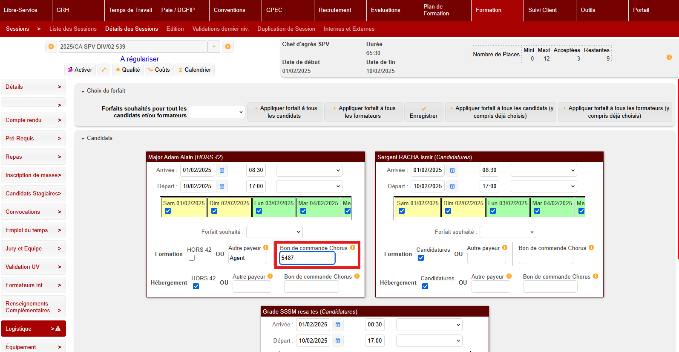 Libre-Service GRH Temps de Travail Paie / DGFIP Conventions GPEC Recrutement Evaluations Plan de Formation Formation Suivi Client Outils Portail
Sessions > Liste des Sessions Détails des Sessions Edition Validations dernier niv. Duplication de Session Internes et Externes
2025/CA SPV DIV/02 S39
A régulariser
Activer Qualité Coûts Calendrier
Chef d'agrès SPV
Date de début
01/02/2025
Durée
65:30
Date de fin
10/02/2025
Nombre de Places : Mini Maxi Acceptées Restantes
0 12 3 9
Détails >
>
Compte rendu >
Pré-Requis >
Repas >
Inscription de masse >
Candidats Stagiaires >
Convocations >
Emploi du temps >
Jury et Equipe >
Validation UV >
Formateurs Int >
Renseignements Complémentaires >
Logistique >
Equipement >
Choix du forfait
Forfaits souhaités pour tout les candidats et/ou formateurs
Appliquer forfait à tous les candidats
Appliquer forfait à tous les formateurs
Enregistrer
Appliquer forfait à tous les candidats (y compris déjà choisis)
Appliquer forfait à tous les formateurs (y compris déjà choisis)
Candidats
Major Adam Alain (HORS 42)
Arrivée : 01/02/2025 08:30
Départ : 10/02/2025 17:00
Sam 01/02/2025 Dim 02/02/2025 Lun 03/02/2025 Mar 04/02/2025 Me
Forfait souhaité :
Formation HORS 42 OU Autre payeur Agent Bon de commande Chorus 5487
Hébergement HORS 42 OU Autre payeur Bon de commande Chorus
Sergent RACHA Ismir (Candidatures)
Arrivée : 01/02/2025 08:30
Départ : 10/02/2025 17:00
Sam 01/02/2025 Dim 02/02/2025 Lun 03/02/2025 Mar 04/02/2025 Me
Forfait souhaité :
Formation Candidatures OU Autre payeur Bon de commande Chorus
Hébergement Candidatures OU Autre payeur Bon de commande Chorus
Grade SSSM (Candidatures)
Arrivée : 01/02/2025 08:30
Départ : 10/02/2025 17:00